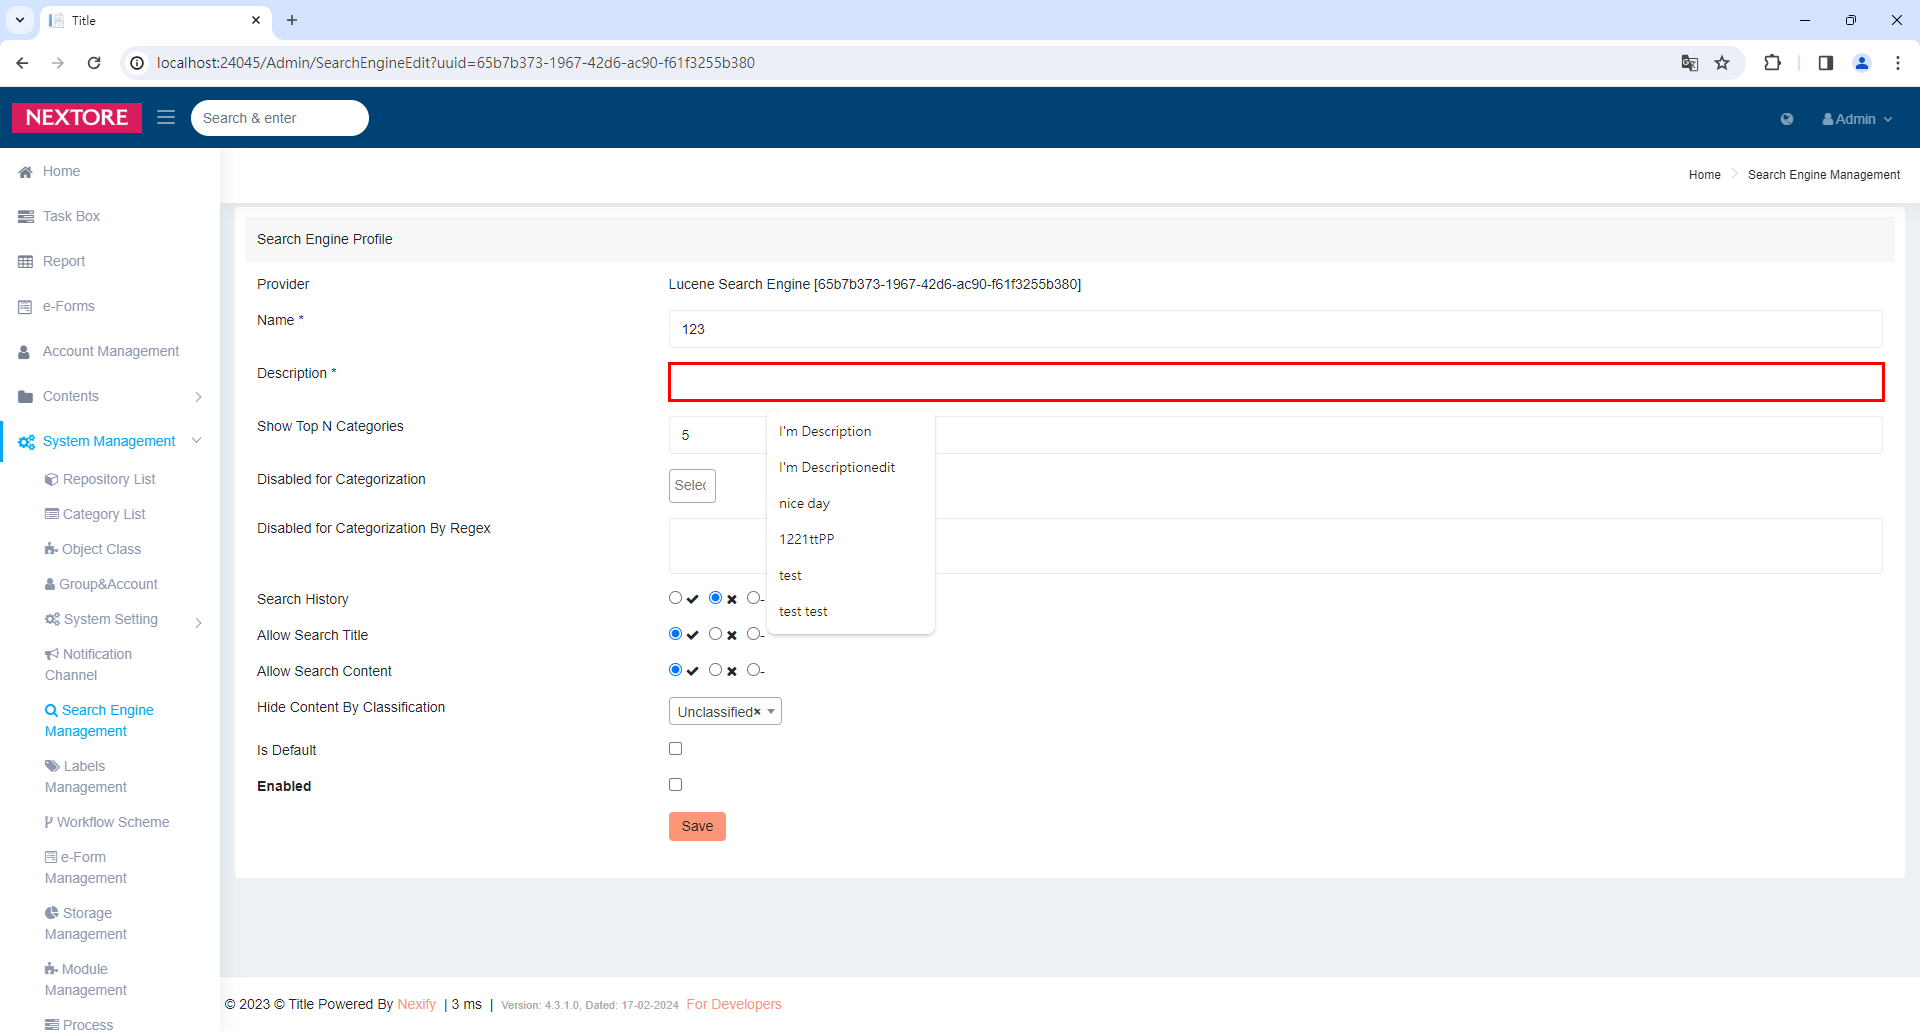 Title
localhost:24045/Admin/SearchEngineEdit?uuid=65b7b373-1967-42d6-ac90-f61f3255b380
NEXTORE
Search & enter
Admin
Home
Task Box
Report
e-Forms
Account Management
Contents
System Management
Repository List
Category List
Object Class
Group&Account
System Setting
Notification
Channel
Search Engine
Management
Labels
Management
Workflow Scheme
e-Form
Management
Storage
Management
Module
Management
Process
Home
Search Engine Management
Search Engine Profile
Provider
Lucene Search Engine [65b7b373-1967-42d6-ac90-f61f3255b380]
Name *
123
Description *
Show Top N Categories
5
I'm Description
I'm Descriptionedit
nice day
1221ttPP
test
test test
Disabled for Categorization
Selec
Disabled for Categorization By Regex
Search History
-
Allow Search Title
-
Allow Search Content
-
Hide Content By Classification
Unclassified×
Is Default
Enabled
Save
© 2023 © Title Powered By Nexify | 3 ms | Version: 4.3.1.0, Dated: 17-02-2024 For Developers